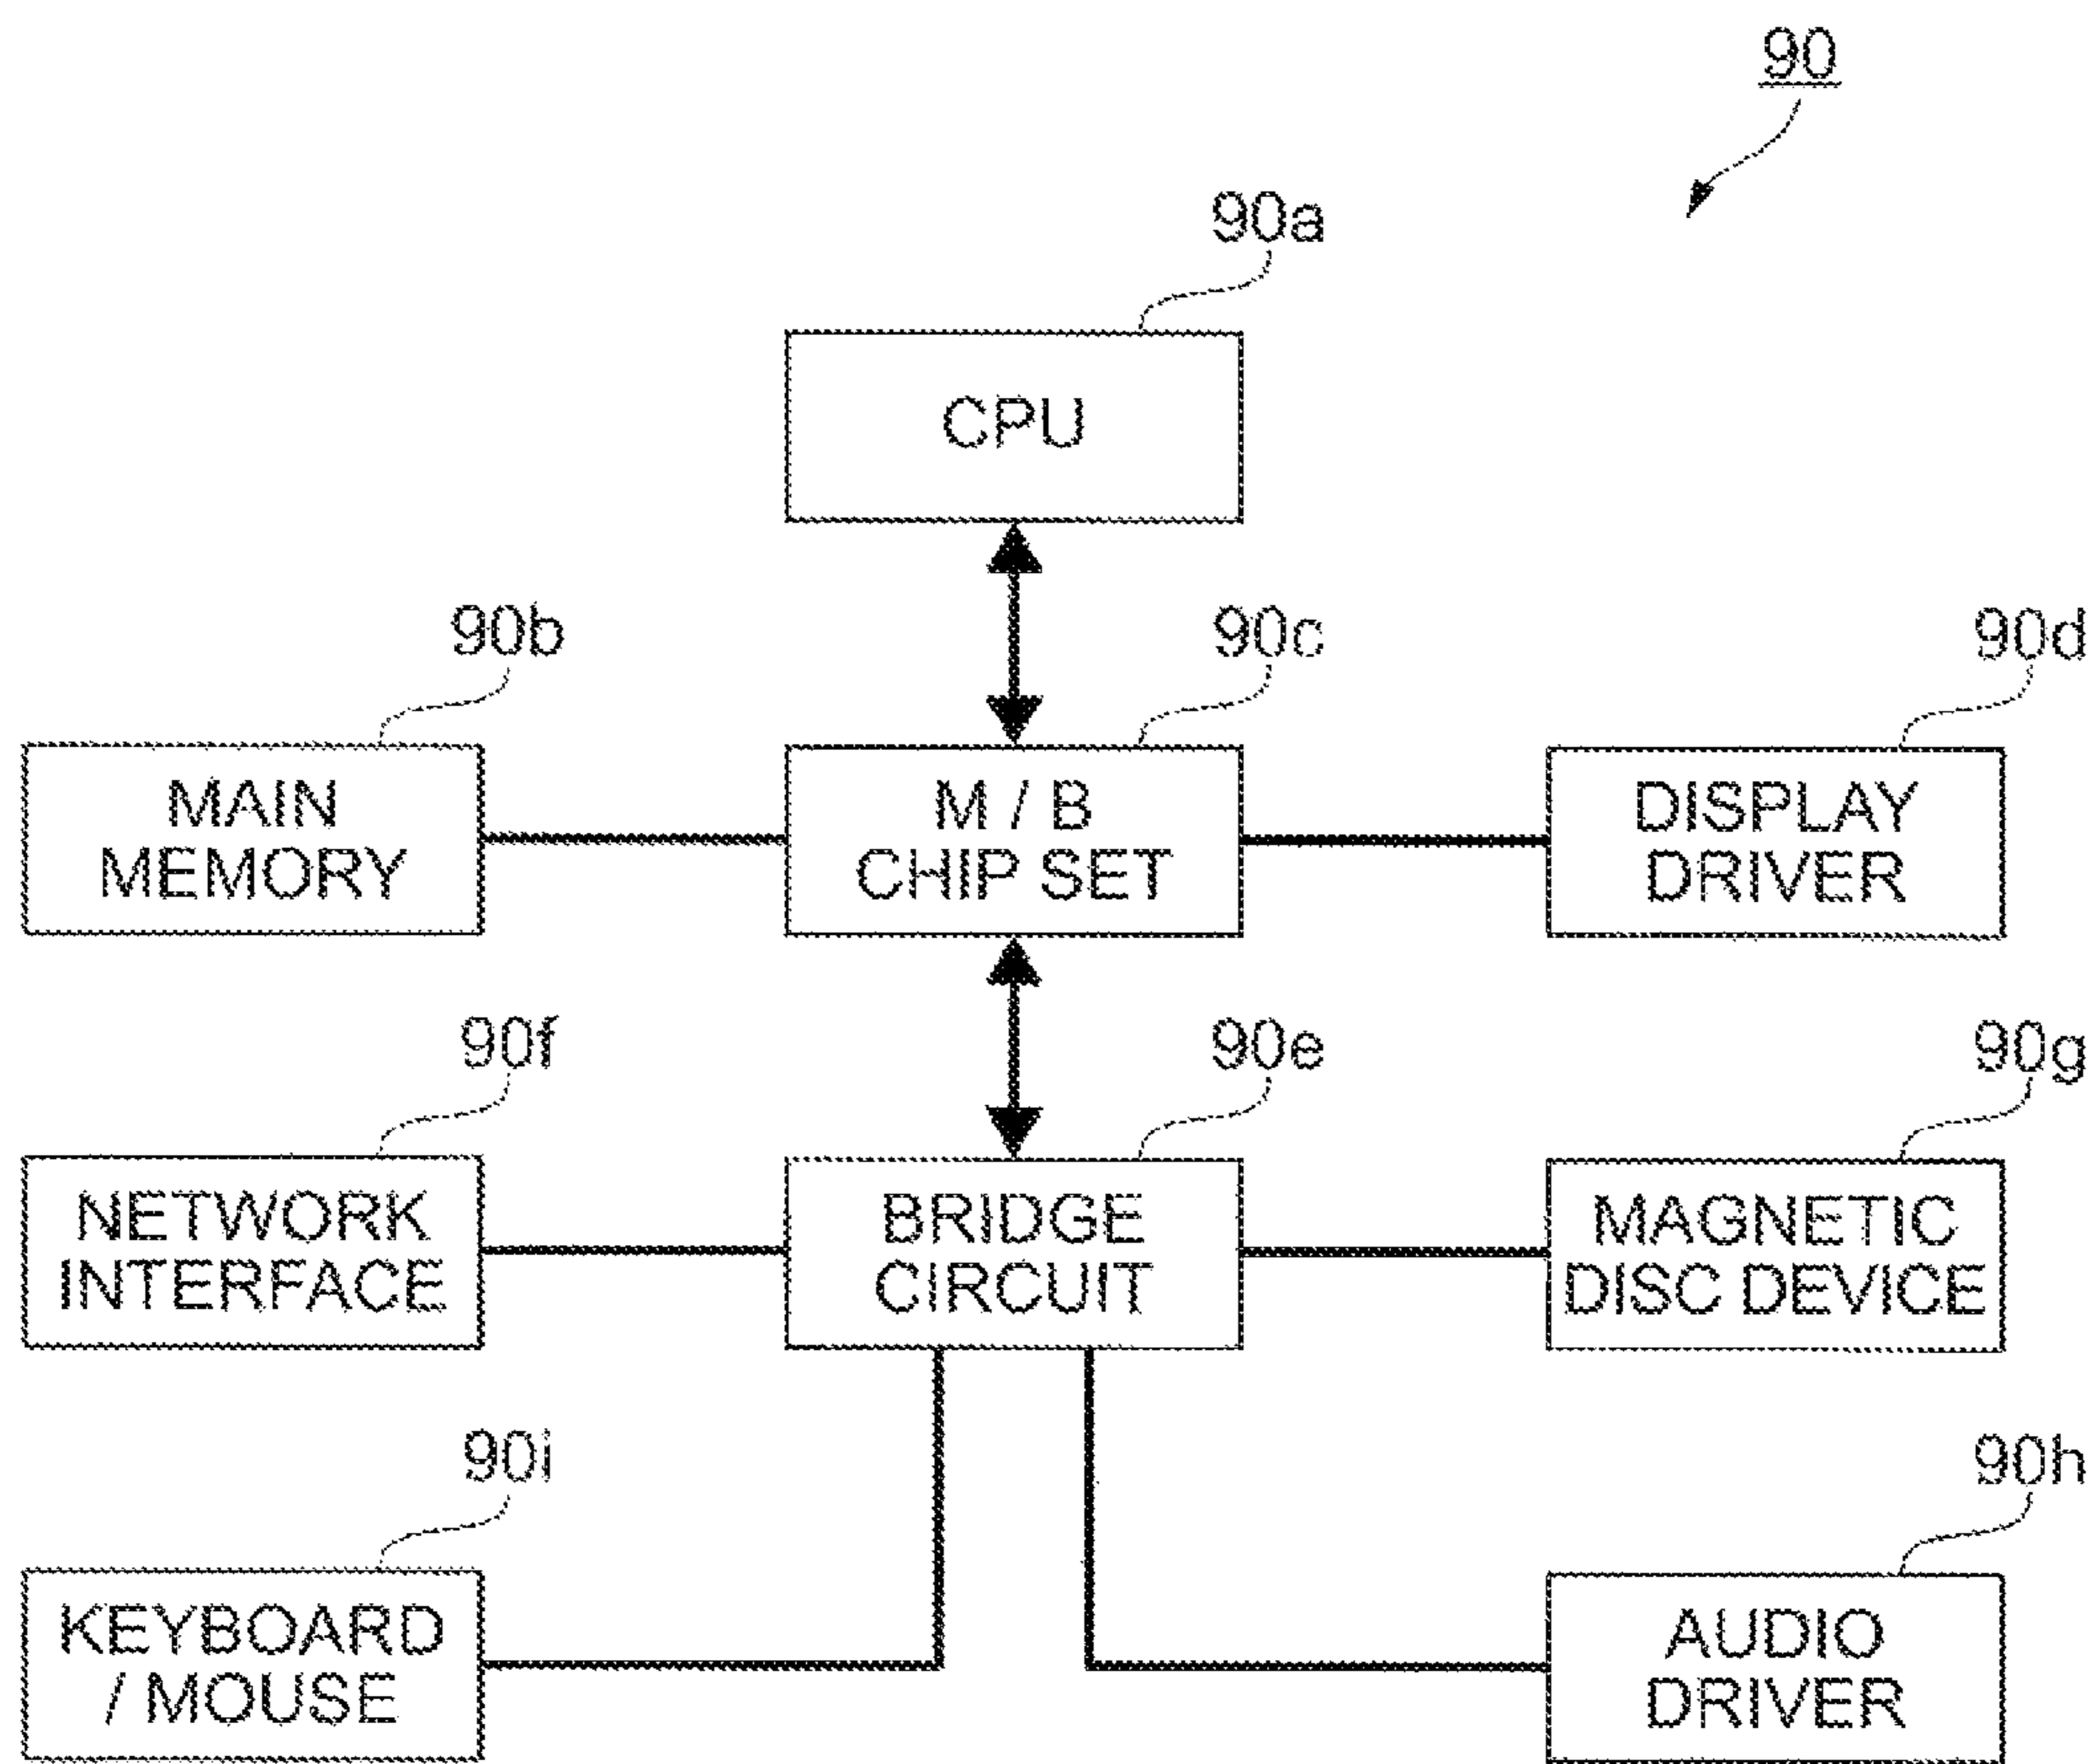 90
90a
CPU
90b
90c
90d
MAIN
MEMORY
M / B
CHIP SET
DISPLAY
DRIVER
90f
90e
90g
NETWORK
INTERFACE
BRIDGE
CIRCUIT
MAGNETIC
DISC DEVICE
90i
90h
KEYBOARD
/ MOUSE
AUDIO
DRIVER